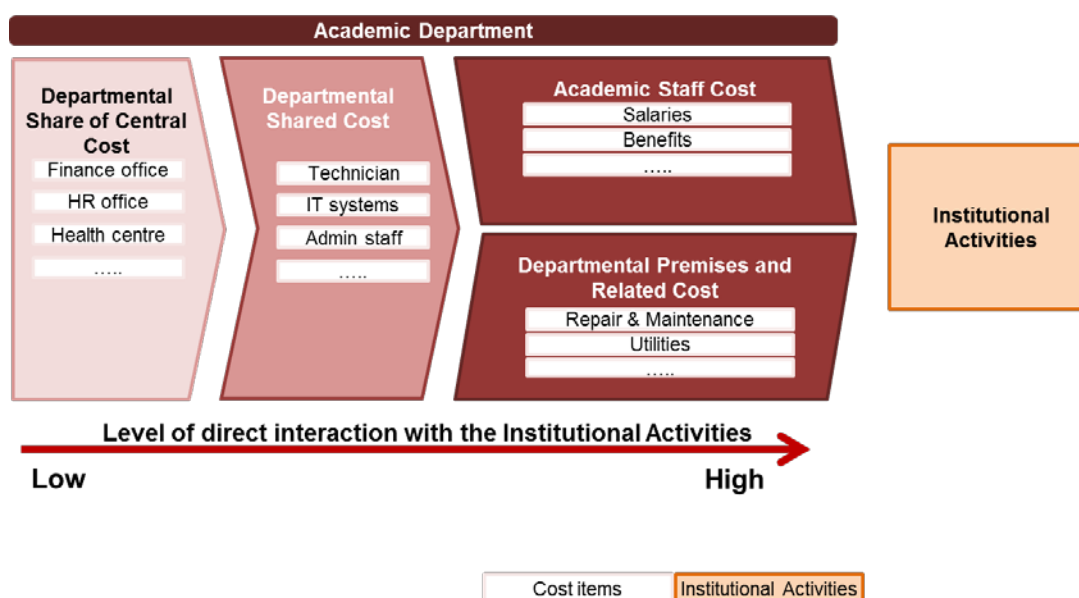 Academic Department
Departmental
Share of Central
Cost
Finance office
HR office
Health centre
.....
Departmental
Shared Cost
Technician
IT systems
Admin staff
.....
Academic Staff Cost
Salaries
Benefits
.....
Departmental Premises and
Related Cost
Repair & Maintenance
Utilities
.....
Institutional
Activities
Level of direct interaction with the Institutional Activities
Low
High
Cost items
Institutional Activities